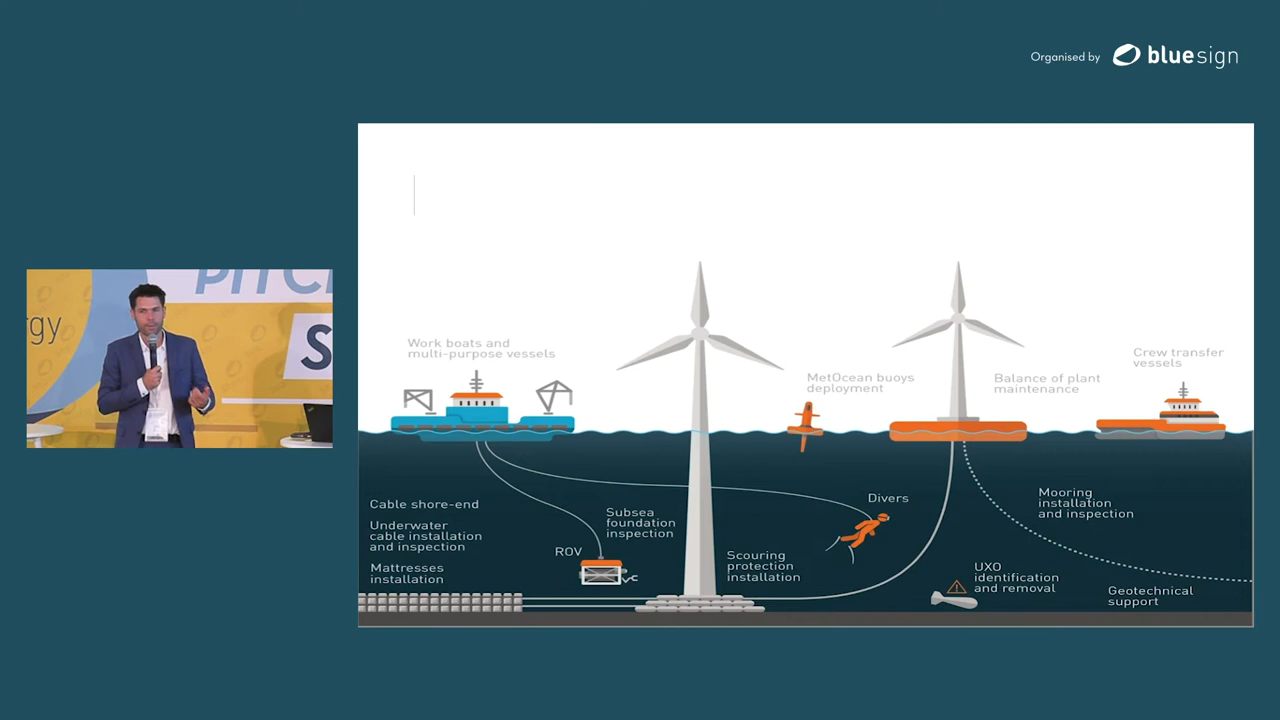 Organised by bluesign
PITC
rgy
S
Work boats and
multi-purpose vessels
MetOcean buoys
deployment
Balance of plant
maintenance
Crew transfer
vessels
Cable shore-end
Underwater
cable installation
and inspection
Mattresses
installation
ROV
Subsea
foundation
inspection
Scouring
protection
installation
Divers
Mooring
installation
and inspection
UXO
identification
and removal
Geotechnical
support